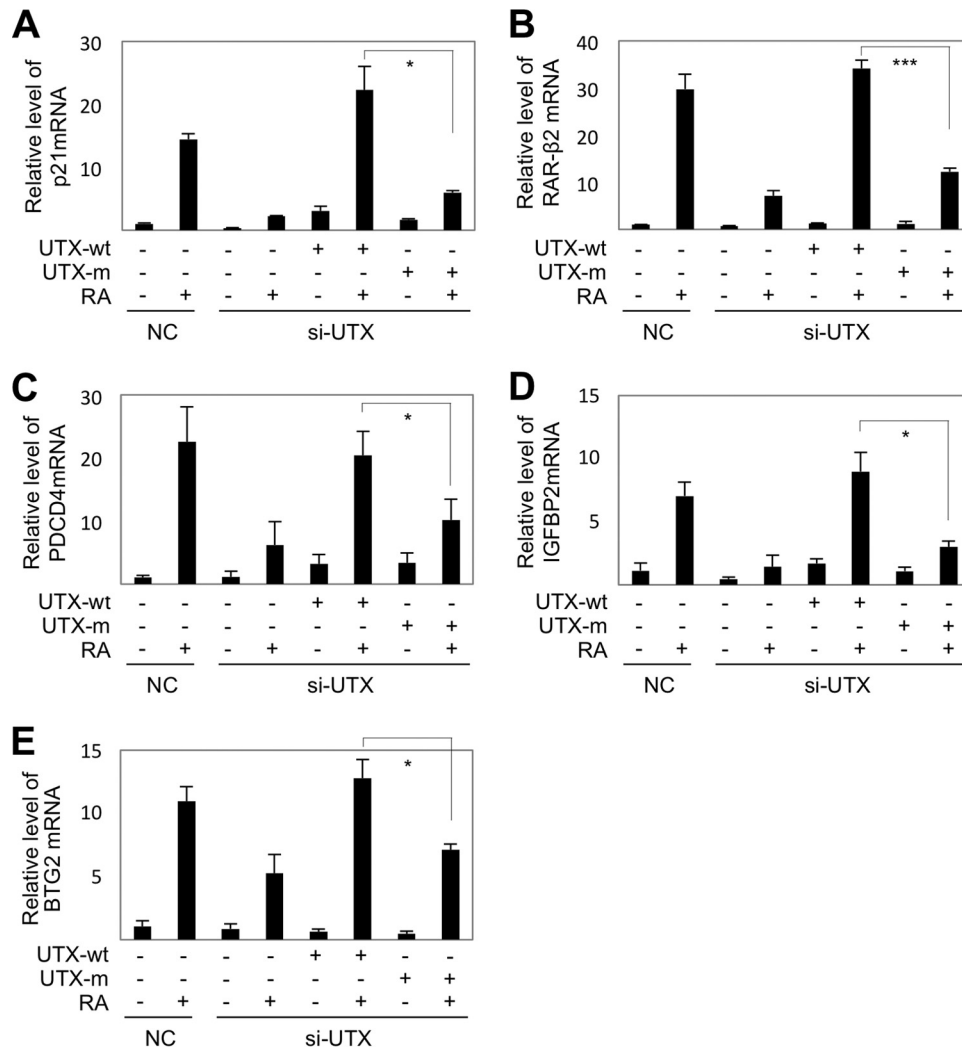 A
Relative level of
p21mRNA
30
20
10
*
UTX-wt - - - - + + - -
UTX-m - - - - - - + +
RA - + - + - + - +
NC si-UTX
B
Relative level of
RAR-β2 mRNA
40
30
20
10
***
UTX-wt - - - - + + - -
UTX-m - - - - - - + +
RA - + - + - + - +
NC si-UTX
C
Relative level of
PDCD4mRNA
30
20
10
*
UTX-wt - - - - + + - -
UTX-m - - - - - - + +
RA - + - + - + - +
NC si-UTX
D
Relative level of
IGFBP2mRNA
15
10
5
*
UTX-wt - - - - + + - -
UTX-m - - - - - - + +
RA - + - + - + - +
NC si-UTX
E
Relative level of
BTG2 mRNA
15
10
5
*
UTX-wt - - - - + + - -
UTX-m - - - - - - + +
RA - + - + - + - +
NC si-UTX